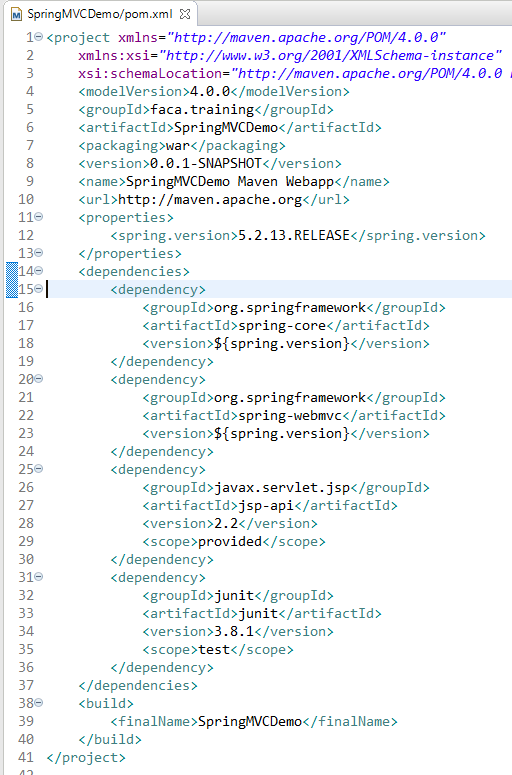 SpringMVCDemo/pom.xml
1 <project xmlns="http://maven.apache.org/POM/4.0.0"
2     xmlns:xsi="http://www.w3.org/2001/XMLSchema-instance"
3     xsi:schemaLocation="http://maven.apache.org/POM/4.0.0
4     <modelVersion>4.0.0</modelVersion>
5     <groupId>faca.training</groupId>
6     <artifactId>SpringMVCDemo</artifactId>
7     <packaging>war</packaging>
8     <version>0.0.1-SNAPSHOT</version>
9     <name>SpringMVCDemo Maven Webapp</name>
10     <url>http://maven.apache.org</url>
11     <properties>
12         <spring.version>5.2.13.RELEASE</spring.version>
13     </properties>
14     <dependencies>
15         <dependency>
16             <groupId>org.springframework</groupId>
17             <artifactId>spring-core</artifactId>
18             <version>${spring.version}</version>
19         </dependency>
20         <dependency>
21             <groupId>org.springframework</groupId>
22             <artifactId>spring-webmvc</artifactId>
23             <version>${spring.version}</version>
24         </dependency>
25         <dependency>
26             <groupId>javax.servlet.jsp</groupId>
27             <artifactId>jsp-api</artifactId>
28             <version>2.2</version>
29             <scope>provided</scope>
30         </dependency>
31         <dependency>
32             <groupId>junit</groupId>
33             <artifactId>junit</artifactId>
34             <version>3.8.1</version>
35             <scope>test</scope>
36         </dependency>
37     </dependencies>
38     <build>
39         <finalName>SpringMVCDemo</finalName>
40     </build>
41 </project>